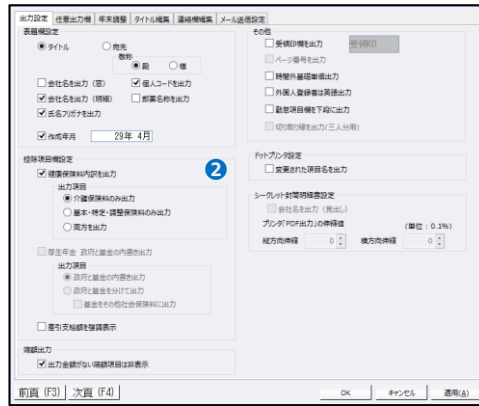 出力設定 任意出力欄 年末調整 タイトル編集 連絡欄編集 メール送信設定
表題欄設定
タイトル 宛先
敬称
殿 様
会社名を出力（窓） 個人コードを出力
会社名を出力（明細） 部業名称を出力
氏名フリガナを出力
作成年月 29年 4月
控除項目欄設定
❷
健康保険料内訳を出力
出力項目
介護保険料のみ出力
基本・特定・調整保険料のみ出力
両方を出力
厚生年金 政府と基金の内書き出力
出力項目
政府と基金の内書き出力
政府と基金を分けて出力
基金をその他社会保険料に出力
差引支給額を強調表示
端額出力
出力金額がない端額項目は非表示
その他
受領印欄を出力 受領印
ページ番号を出力
時間外基礎単価出力
外国人登録者は英語出力
勤怠項目欄を下段に出力
切り取り線を出力（三人分用）
ドットプリンタ設定
変更された項目名を出力
シークレット封筒明細書設定
会社名を出力（見出し）
プリンタ「PDF出力」の伸縮値 （単位：0.1%）
縦方向伸縮 0 横方向伸縮 0
前頁（F3） 次頁（F4） OK キャンセル 適用(A)